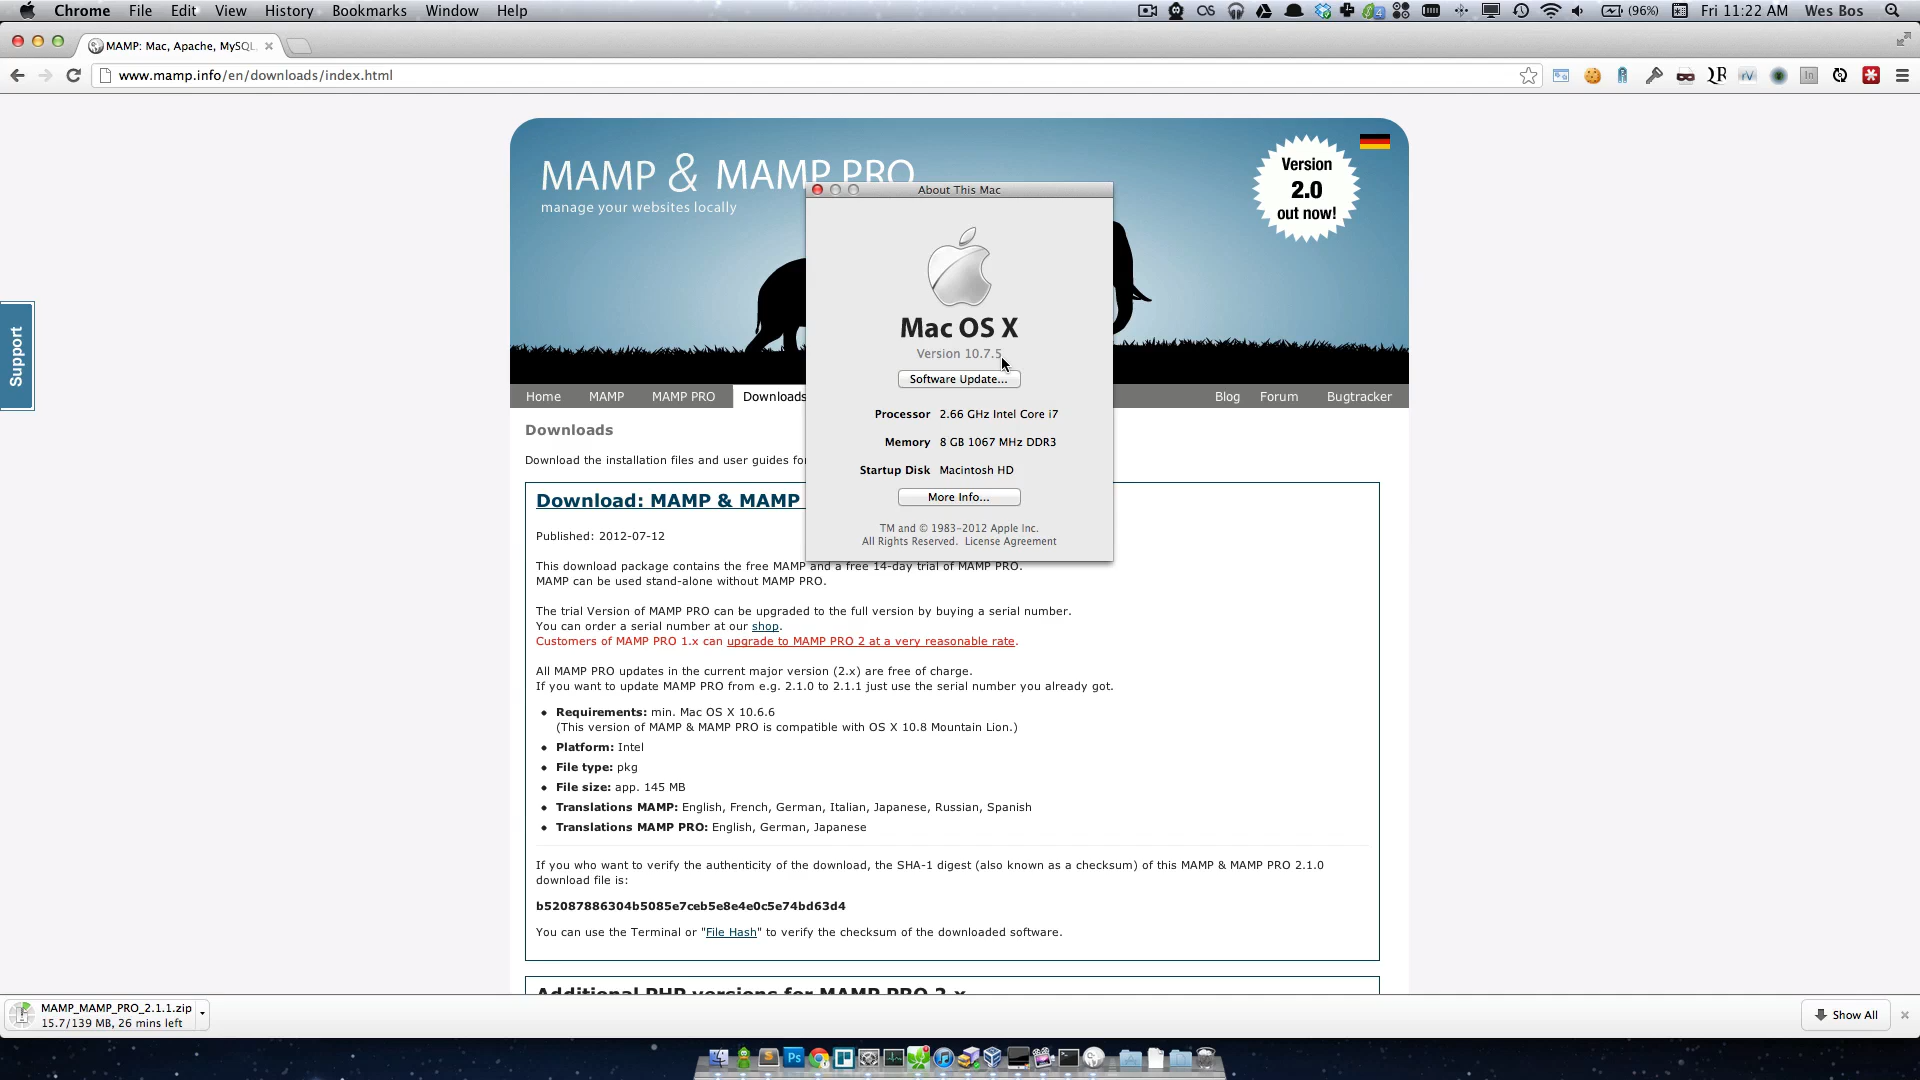 Chrome File Edit View History Bookmarks Window Help (96%) Fri 11:22 AM Wes Bos
MAMP: Mac, Apache, MySQL,
www.mamp.info/en/downloads/index.html
MAMP & MAMP PRO
manage your websites locally
Version
2.0
out now!
About This Mac
Mac OS X
Version 10.7.5
Software Update...
Processor 2.66 GHz Intel Core i7
Memory 8 GB 1067 MHz DDR3
Startup Disk Macintosh HD
More Info...
TM and © 1983–2012 Apple Inc.
All Rights Reserved. License Agreement
Support
Home MAMP MAMP PRO Downloads Blog Forum Bugtracker
Downloads
Download the installation files and user guides for
Download: MAMP & MAMP
Published: 2012-07-12
This download package contains the free MAMP and a free 14-day trial of MAMP PRO.
MAMP can be used stand-alone without MAMP PRO.
The trial Version of MAMP PRO can be upgraded to the full version by buying a serial number.
You can order a serial number at our shop.
Customers of MAMP PRO 1.x can upgrade to MAMP PRO 2 at a very reasonable rate.
All MAMP PRO updates in the current major version (2.x) are free of charge.
If you want to update MAMP PRO from e.g. 2.1.0 to 2.1.1 just use the serial number you already got.
Requirements: min. Mac OS X 10.6.6
(This version of MAMP & MAMP PRO is compatible with OS X 10.8 Mountain Lion.)
Platform: Intel
File type: pkg
File size: app. 145 MB
Translations MAMP: English, French, German, Italian, Japanese, Russian, Spanish
Translations MAMP PRO: English, German, Japanese
If you who want to verify the authenticity of the download, the SHA-1 digest (also known as a checksum) of this MAMP & MAMP PRO 2.1.0
download file is:
b52087886304b5085e7ceb5e8e4e0c5e74bd63d4
You can use the Terminal or "File Hash" to verify the checksum of the downloaded software.
Additional PHP versions for MAMP PRO 2.x
MAMP_MAMP_PRO_2.1.1.zip
15.7/139 MB, 26 mins left
Show All